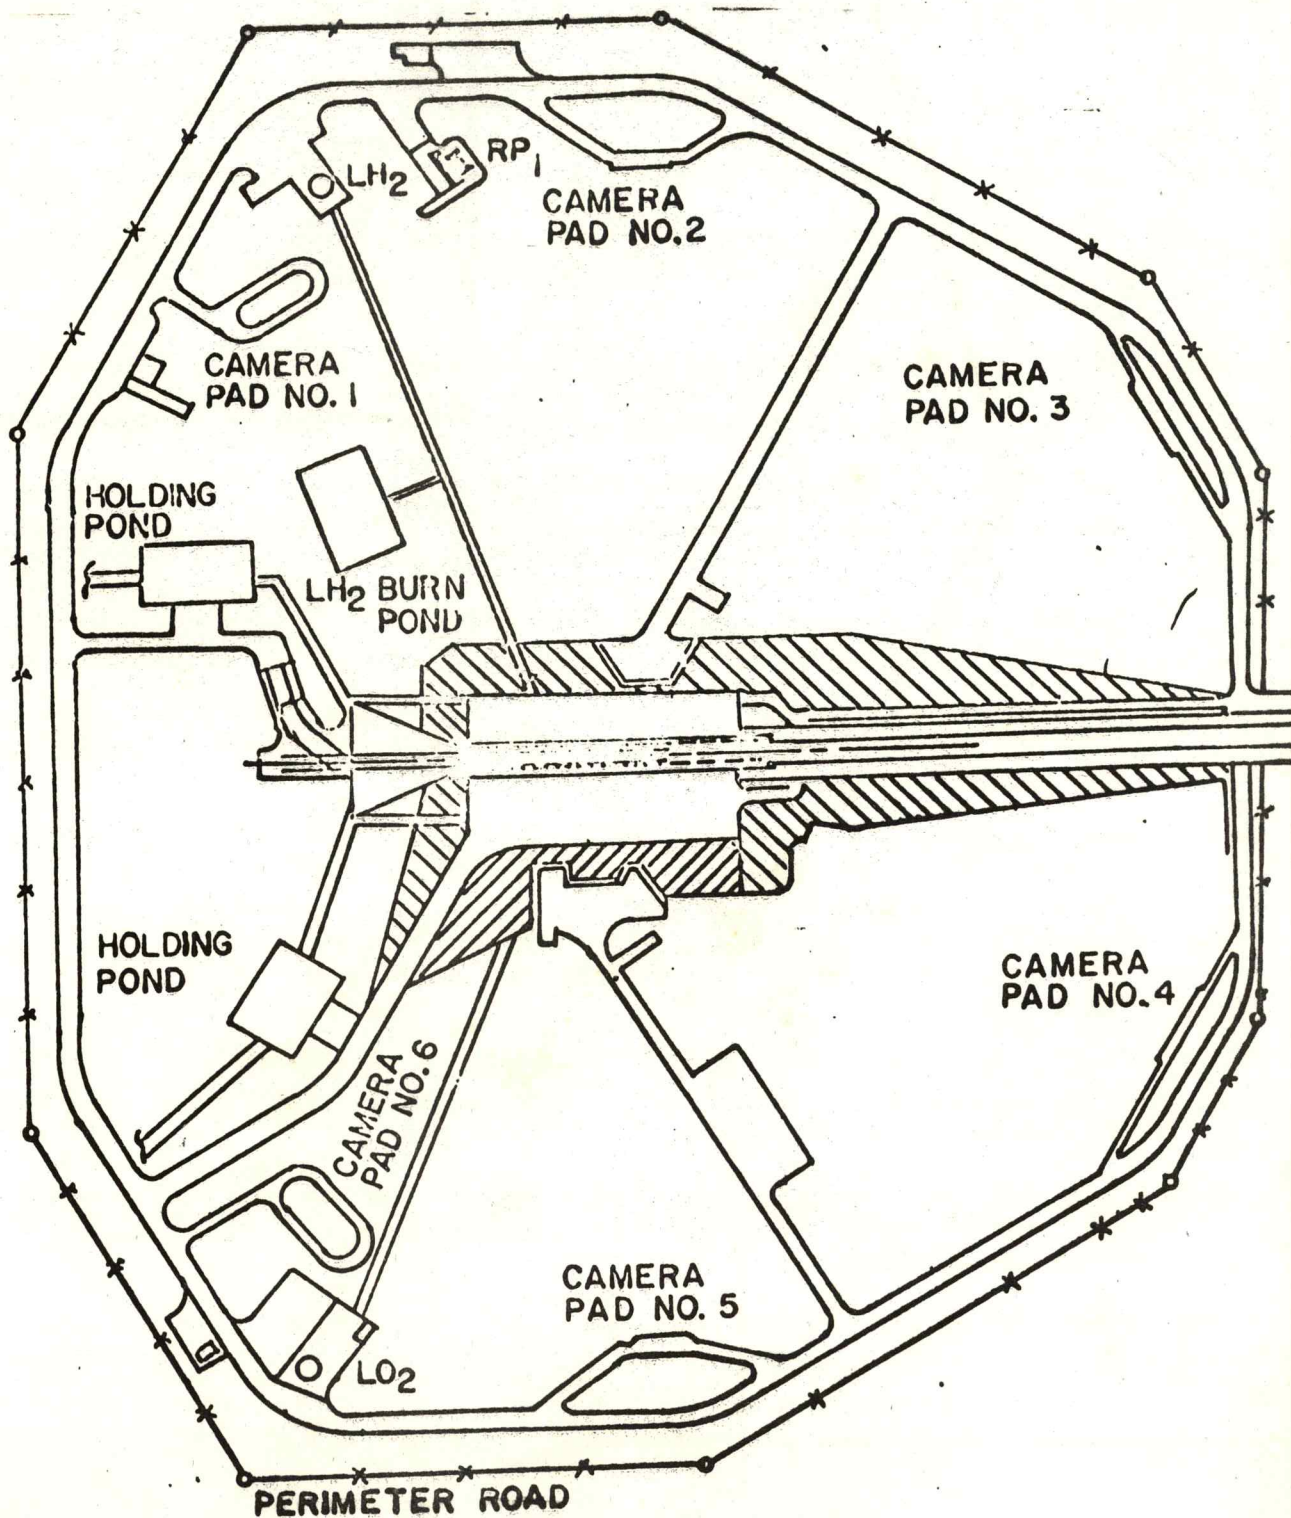 RP1
LH2
CAMERA
PAD NO.2
CAMERA
PAD NO. 1
CAMERA
PAD NO. 3
HOLDING
POND
LH2 BURN
POND
HOLDING
POND
CAMERA
PAD NO.4
CAMERA
PAD NO. 6
CAMERA
PAD NO. 5
LO2
PERIMETER ROAD